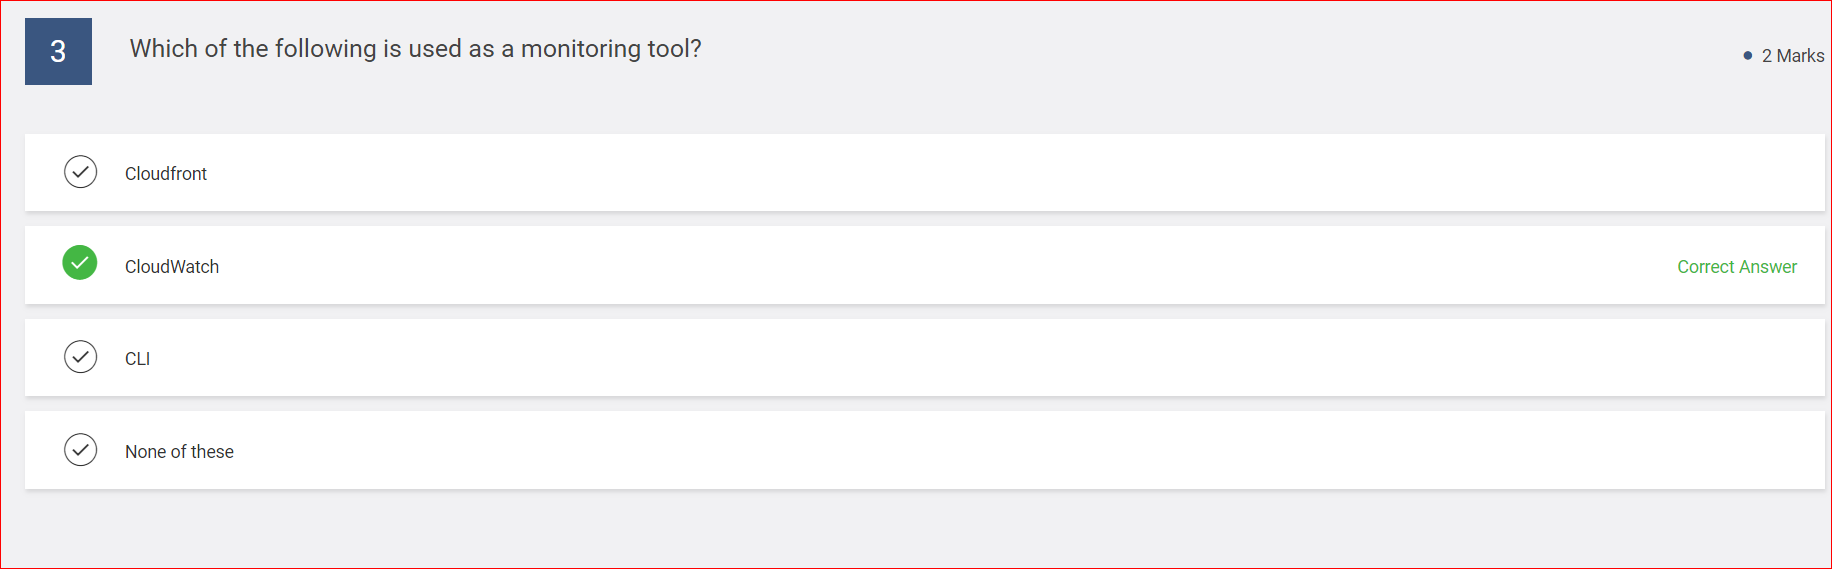 3
Which of the following is used as a monitoring tool?
2 Marks
Cloudfront
CloudWatch
Correct Answer
CLI
None of these